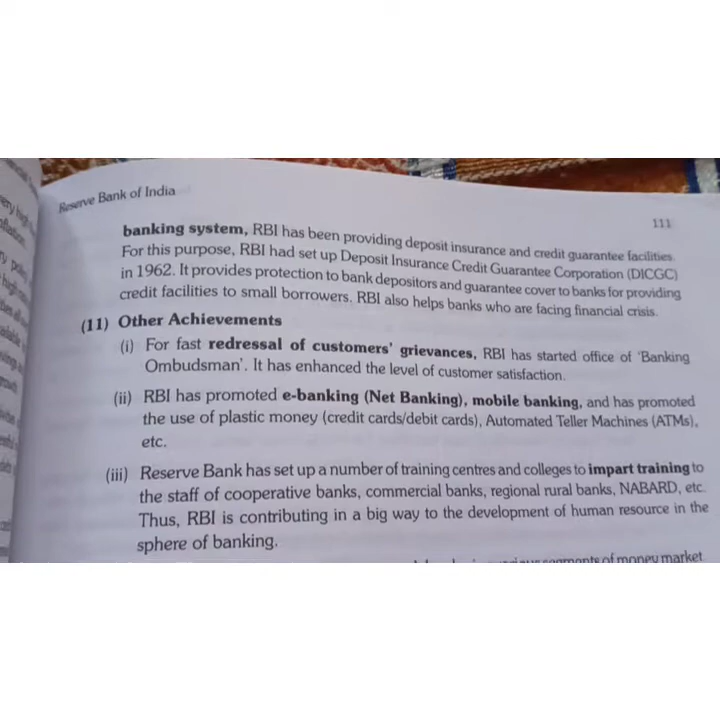 Reserve Bank of India
111
banking system, RBI has been providing deposit insurance and credit guarantee facilities.
For this purpose, RBI had set up Deposit Insurance Credit Guarantee Corporation (DICGC)
in 1962. It provides protection to bank depositors and guarantee cover to banks for providing
credit facilities to small borrowers. RBI also helps banks who are facing financial crisis.
(11) Other Achievements
(i) For fast redressal of customers' grievances, RBI has started office of 'Banking
Ombudsman'. It has enhanced the level of customer satisfaction.
(ii) RBI has promoted e-banking (Net Banking), mobile banking, and has promoted
the use of plastic money (credit cards/debit cards), Automated Teller Machines (ATMs),
etc.
(iii) Reserve Bank has set up a number of training centres and colleges to impart training to
the staff of cooperative banks, commercial banks, regional rural banks, NABARD, etc.
Thus, RBI is contributing in a big way to the development of human resource in the
sphere of banking.
segments of money market